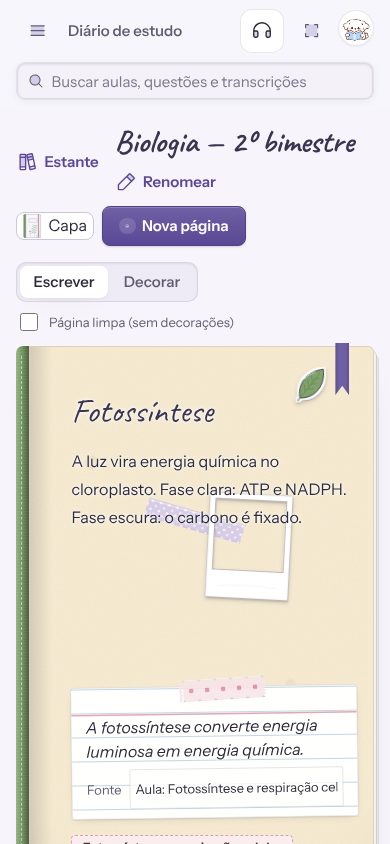 Diário de estudo
Buscar aulas, questões e transcrições
Biologia — 2º bimestre
Estante
Renomear
Capa
Nova página
Escrever
Decorar
Página limpa (sem decorações)
Fotossíntese
A luz vira energia química no
cloroplasto. Fase clara: ATP e NADPH.
Fase escura: o carbono é fixado.
A fotossíntese converte energia
luminosa em energia química.
Fonte
Aula: Fotossíntese e respiração cel